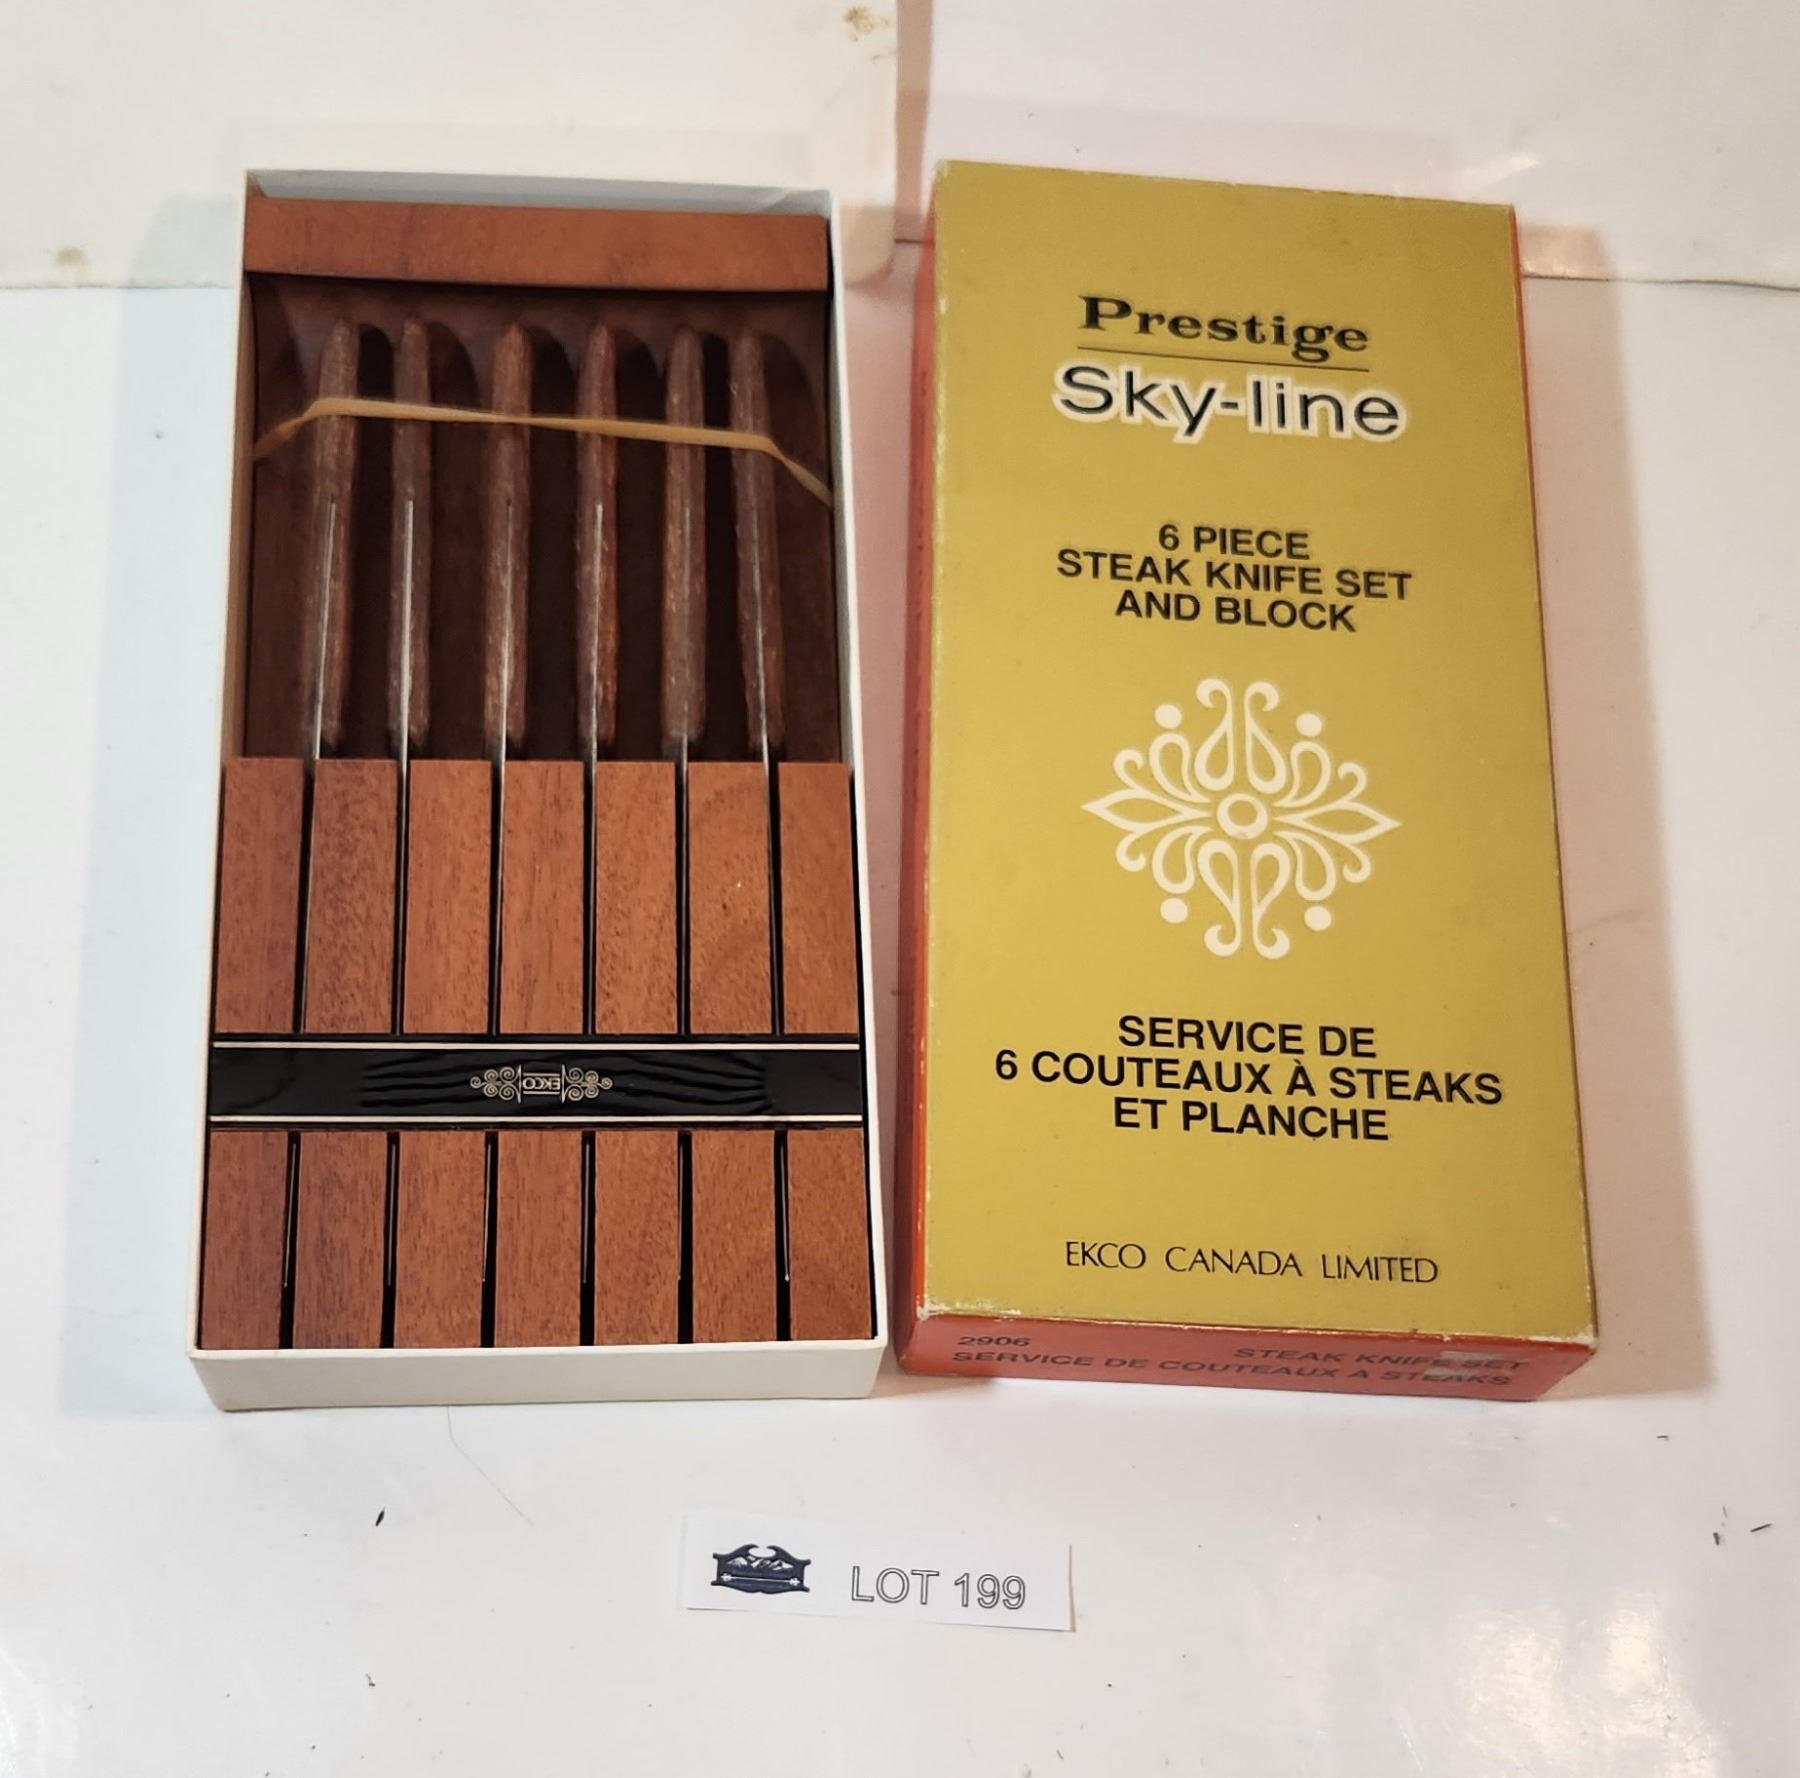 EKCO
Prestige
Sky-line
6 PIECE
STEAK KNIFE SET
AND BLOCK
SERVICE DE
6 COUTEAUX À STEAKS
ET PLANCHE
EKCO CANADA LIMITED
2906 STEAK KNIFE SET
SERVICE DE COUTEAUX A STEAKS
LOT 199